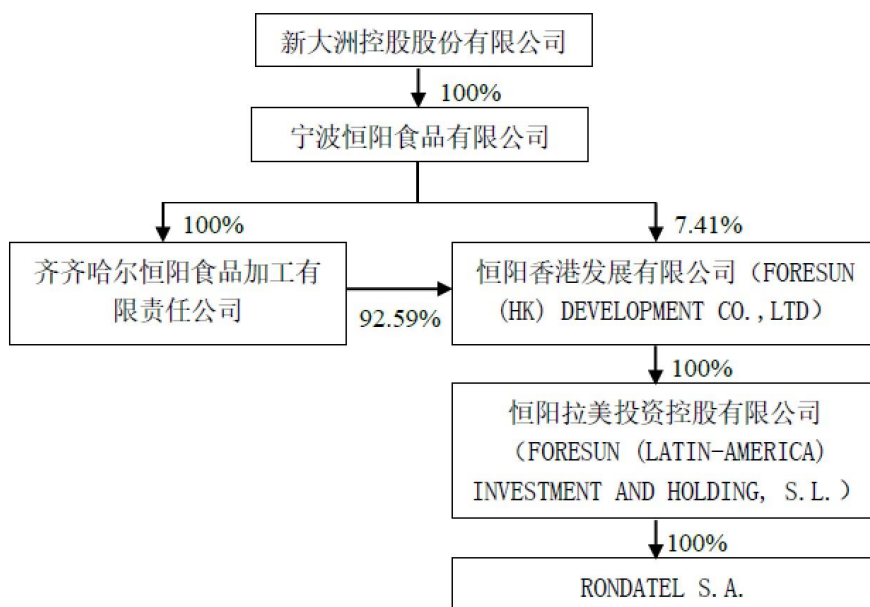 新大洲控股股份有限公司
100%
宁波恒阳食品有限公司
100%
7.41%
齐齐哈尔恒阳食品加工有
限责任公司
92.59%
恒阳香港发展有限公司（FORESUN
(HK) DEVELOPMENT CO.,LTD）
100%
恒阳拉美投资控股有限公司
（FORESUN (LATIN-AMERICA)
INVESTMENT AND HOLDING, S.L.）
100%
RONDATEL S.A.